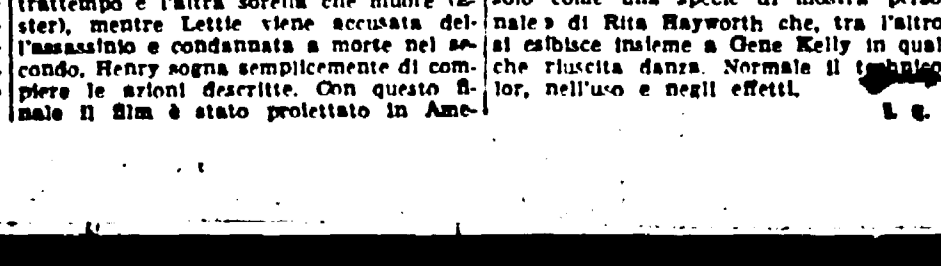 trattempo è l'altra sorella che muore
ster), mentre Lettie viene accusata del-
l'assassinio e condannata a morte nel se-
condo. Henry sogna semplicemente di com-
piere le azioni descritte. Con questo fi-
nale il film è stato proiettato in Ame-
solo come una specie di mostra
nale » di Rita Hayworth che, tra l'altro
si esibisce insieme a Gene Kelly in qual
che riuscita danza. Normale il technico
lor, nell'uso e negli effetti.